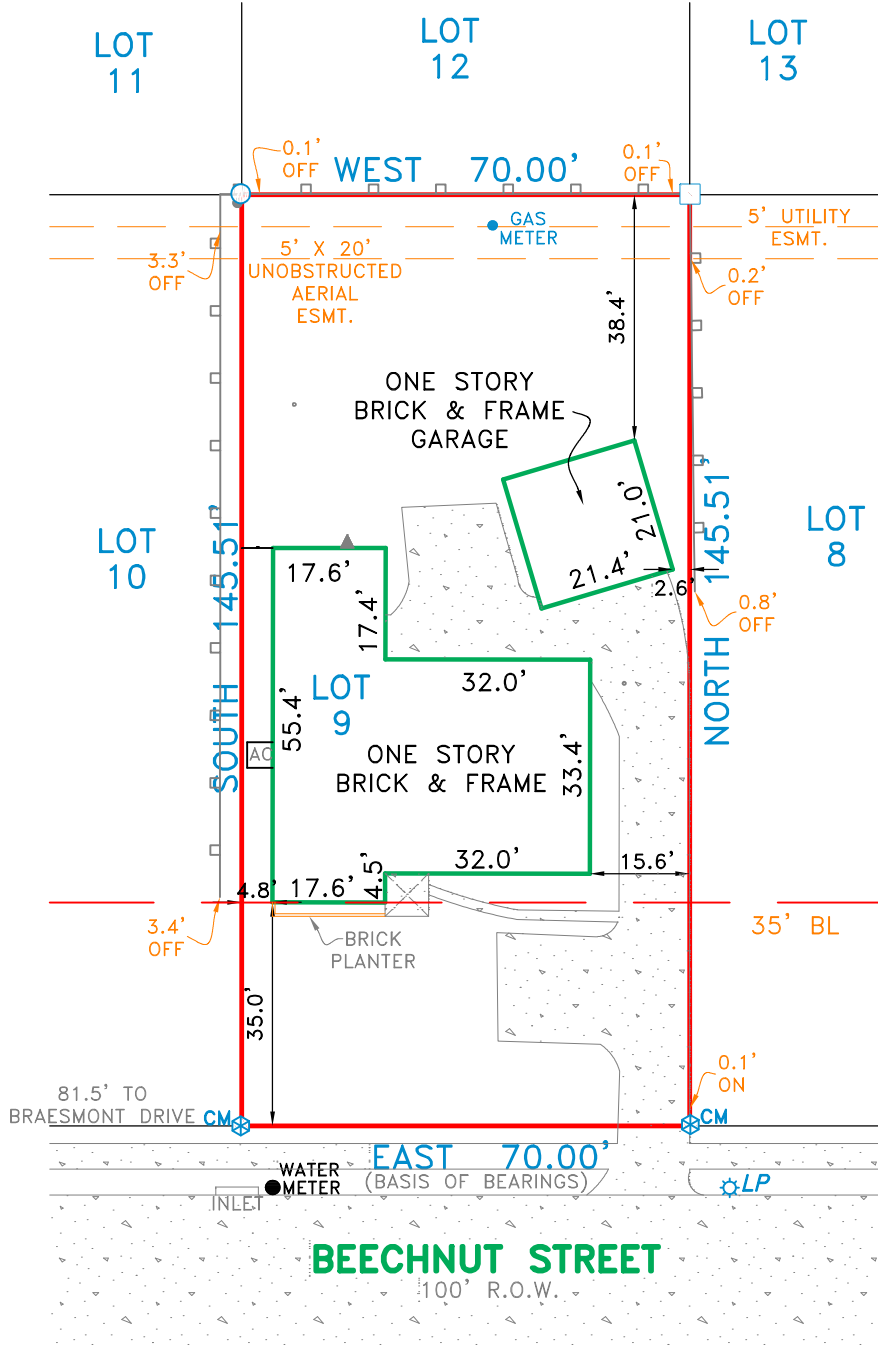 LOT
11
LOT
12
LOT
13
0.1'
OFF
WEST 70.00'
0.1'
OFF
GAS
METER
5' UTILITY
ESMT.
3.3'
OFF
5' X 20'
UNOBSTRUCTED
AERIAL
ESMT.
0.2'
OFF
38.4'
ONE STORY
BRICK & FRAME
GARAGE
21.0'
21.4'
2.6'
NORTH 145.51'
LOT
8
LOT
10
SOUTH 145.51'
17.6'
17.4'
0.8'
OFF
32.0'
LOT
9
55.4'
AC
ONE STORY
BRICK & FRAME
33.4'
32.0'
15.6'
4.8'
17.6'
4.5'
3.4'
OFF
BRICK
PLANTER
35' BL
35.0'
0.1'
ON
81.5' TO
BRAESMONT DRIVE
CM
CM
EAST 70.00'
(BASIS OF BEARINGS)
WATER
METER
INLET
LP
BEECHNUT STREET
100' R.O.W.